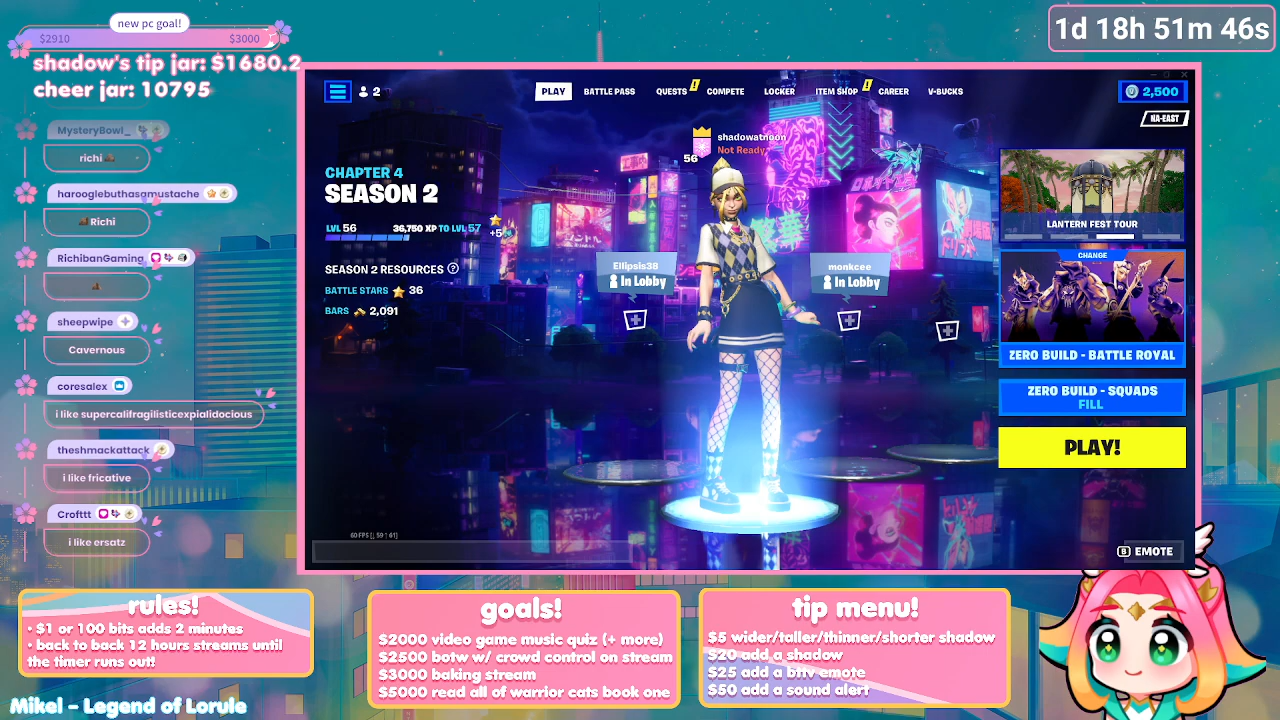 new pc goal!
$2910
$3000
1d 18h 51m 46s
shadow's tip jar: $1680.2
cheer jar: 10795
MysteryBowl_
richi
harooglebuthasamustache
Richi
RichibanGaming
sheepwipe
Cavernous
coresalex
i like supercalifragilisticexpialidocious
theshmackattack
i like fricative
Crofttt
i like ersatz
2
PLAY
BATTLE PASS
QUESTS
COMPETE
LOCKER
ITEM SHOP
CAREER
V-BUCKS
2,500
NA-EAST
shadowatnoon
Not Ready
56
CHAPTER 4
SEASON 2
LVL 56
36,750 XP TO LVL 57
+5
SEASON 2 RESOURCES
BATTLE STARS 36
BARS 2,091
Ellipsis38
In Lobby
monkcee
In Lobby
LANTERN FEST TOUR
CHANGE
ZERO BUILD - BATTLE ROYAL
ZERO BUILD - SQUADS
FILL
PLAY!
EMOTE
rules!
• $1 or 100 bits adds 2 minutes
• back to back 12 hours streams until
the timer runs out!
goals!
$2000 video game music quiz (+ more)
$2500 botw w/ crowd control on stream
$3000 baking stream
$5000 read all of warrior cats book one
tip menu!
$5 wider/taller/thinner/shorter shadow
$20 add a shadow
$25 add a bttv emote
$50 add a sound alert
Mikel - Legend of Lorule